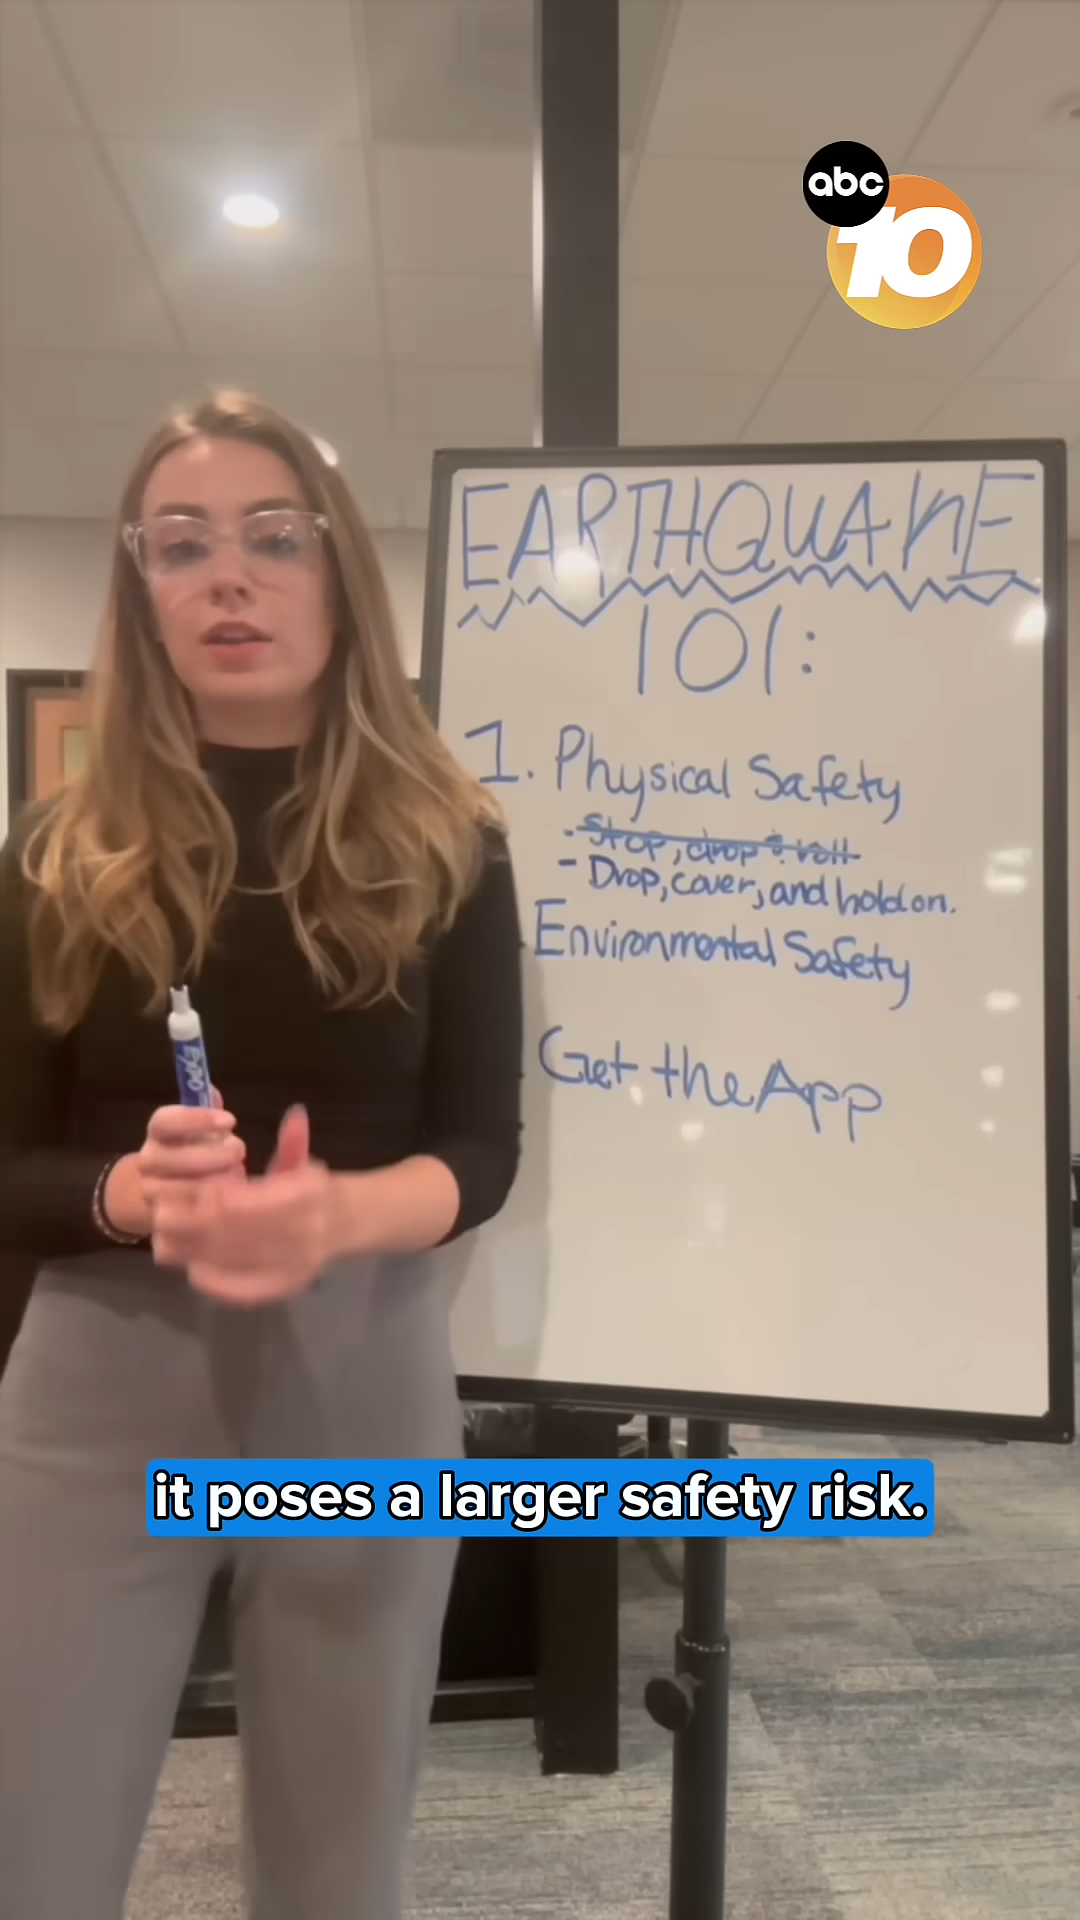 abc
10
EARTHQUAKE
101:
1. Physical Safety
- Stop, drop & roll
- Drop, cover, and hold on.
Environmental Safety
Get the App
EXPO
it poses a larger safety risk.